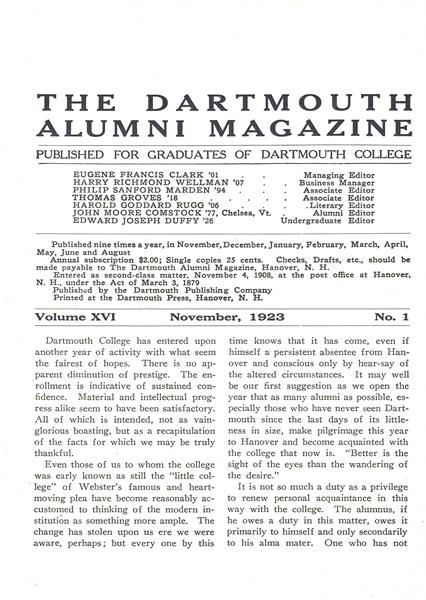 THE DARTMOUTH
ALUMNI MAGAZINE
PUBLISHED FOR GRADUATES OF DARTMOUTH COLLEGE
EUGENE FRANCIS CLARK '01 . . Managing Editor
HARRY RICHMOND WELLMAN '07 . . Business Manager
PHILIP SANFORD MARDEN '94 . . . Associate Editor
THOMAS GROVES '18 . . . Associate Editor
HAROLD GODDARD RUGG '06 . . . Literary Editor
JOHN MOORE COMSTOCK '77, Chelsea, Vt. . Alumni Editor
EDWARD JOSEPH DUFFY '26 Undergraduate Editor
Published nine times a year, in November, December, January, February, March, April,
May, June and August
Annual subscription $2.00; Single copies 25 cents. Checks, Drafts, etc., should be
made payable to The Dartmouth Alumni Magazine, Hanover, N. H.
Entered as second-class matter, November 4, 1908, at the post office at Hanover,
N. H., under the Act of March 3, 1879
Published by the Dartmouth Publishing Company
Printed at the Dartmouth Press, Hanover, N. H.
Volume XVI November, 1923 No. 1
Dartmouth College has entered upon
another year of activity with what seem
the fairest of hopes. There is no ap-
parent diminution of prestige. The en-
rollment is indicative of sustained con-
fidence. Material and intellectual prog-
ress alike seem to have been satisfactory.
All of which is intended, not as vain-
glorious boasting, but as a recapitulation
of the facts for which we may be truly
thankful.
Even those of us to whom the college
was early known as still the "little col-
lege" of Webster's famous and heart-
moving plea have become reasonably ac-
customed to thinking of the modern in-
stitution as something more ample. The
change has stolen upon us ere we were
aware, perhaps; but every one by this
time knows that it has come, even if
himself a persistent absentee from Han-
over and conscious only by hear-say of
the altered circumstances. It may well
be our first suggestion as we open the
year that as many alumni as possible, es-
pecially those who have never seen Dart-
mouth since the last days of its little-
ness in size, make pilgrimage this year
to Hanover and become acquainted with
the college that now is. "Better is the
sight of the eyes than the wandering of
the desire."
It is not so much a duty as a privilege
to renew personal acquaintance in this
way with the college. The alumnus, if
he owes a duty in this matter, owes it
primarily to himself and only secondarily
to his alma mater. One who has not